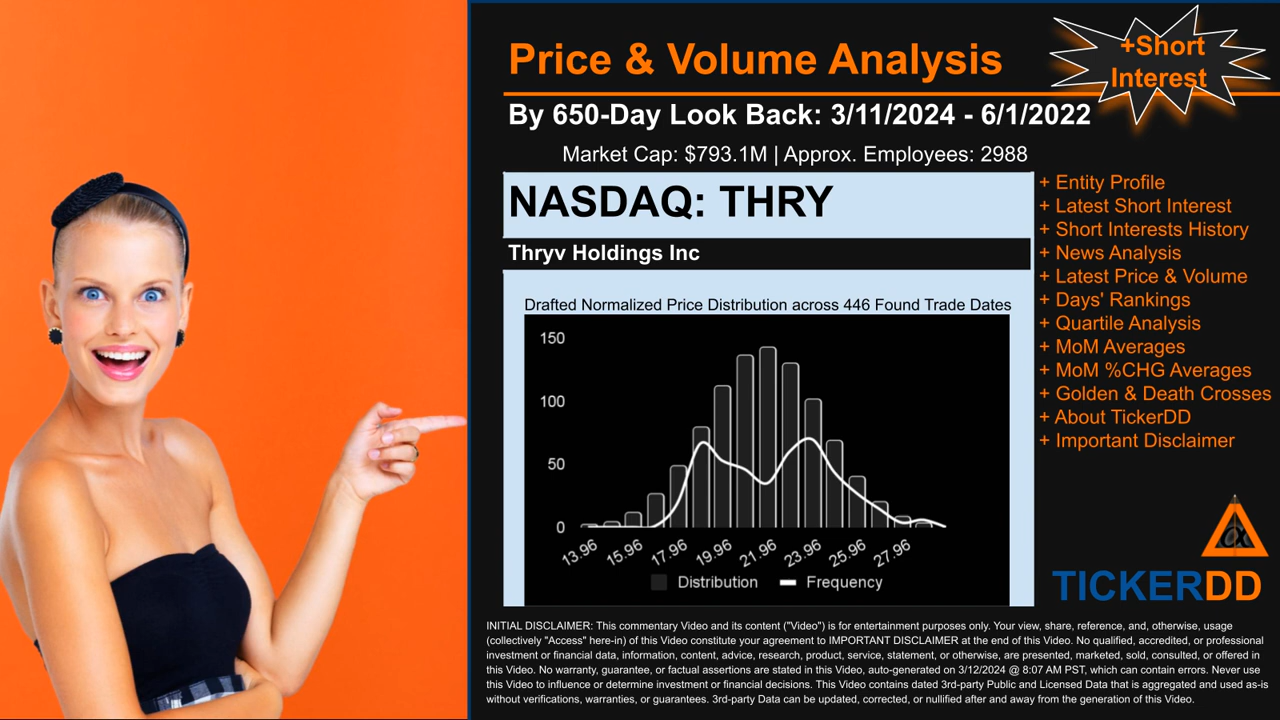 Price & Volume Analysis
+Short
Interest
By 650-Day Look Back: 3/11/2024 - 6/1/2022
Market Cap: $793.1M | Approx. Employees: 2988
NASDAQ: THRY
Thryv Holdings Inc
+ Entity Profile
+ Latest Short Interest
+ Short Interests History
+ News Analysis
+ Latest Price & Volume
+ Days' Rankings
+ Quartile Analysis
+ MoM Averages
+ MoM %CHG Averages
+ Golden & Death Crosses
+ About TickerDD
+ Important Disclaimer
Drafted Normalized Price Distribution across 446 Found Trade Dates
150
100
50
0
13.96 15.96 17.96 19.96 21.96 23.96 25.96 27.96
Distribution Frequency
TICKERDD
INITIAL DISCLAIMER: This commentary Video and its content ("Video") is for entertainment purposes only. Your view, share, reference, and, otherwise, usage
(collectively "Access" here-in) of this Video constitute your agreement to IMPORTANT DISCLAIMER at the end of this Video. No qualified, accredited, or professional
investment or financial data, information, content, advice, research, product, service, statement, or otherwise, are presented, marketed, sold, consulted, or offered in
this Video. No warranty, guarantee, or factual assertions are stated in this Video, auto-generated on 3/12/2024 @ 8:07 AM PST, which can contain errors. Never use
this Video to influence or determine investment or financial decisions. This Video contains dated 3rd-party Public and Licensed Data that is aggregated and used as-is
without verifications, warranties, or guarantees. 3rd-party Data can be updated, corrected, or nullified after and away from the generation of this Video.